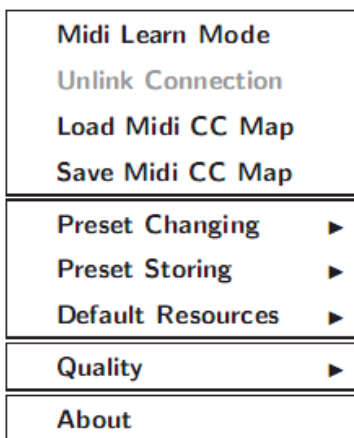 Midi Learn Mode
Unlink Connection
Load Midi CC Map
Save Midi CC Map
Preset Changing
Preset Storing
Default Resources
Quality
About